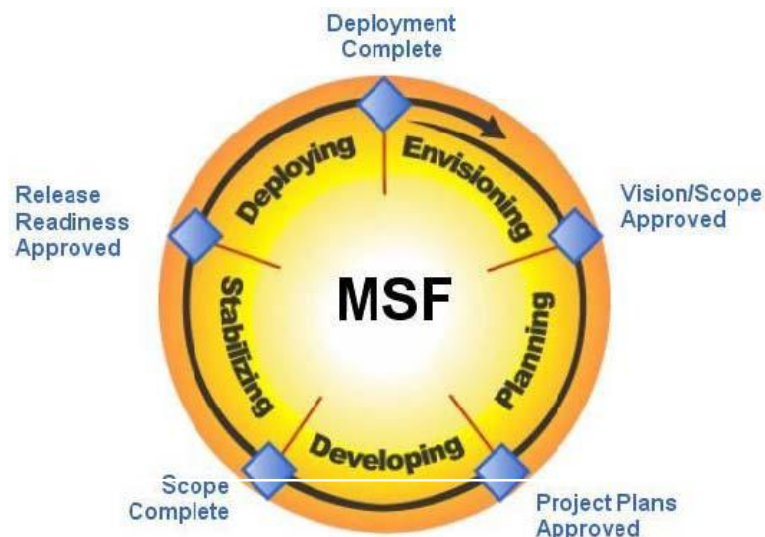 Deployment
Complete
Envisioning
Vision/Scope
Approved
Planning
Project Plans
Approved
Developing
Scope
Complete
Stabilizing
Release
Readiness
Approved
Deploying
MSF